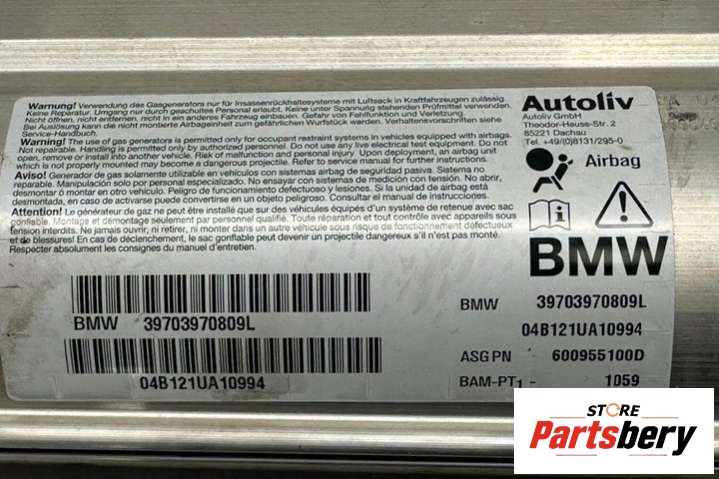 Warnung! Verwendung des Gasgenerators nur für Insassenrückhaltesysteme mit Luftsack in Kraftfahrzeugen zulässig.
Keine Reparatur. Umgang nur durch geschultes Personal erlaubt. Keine unter Spannung stehenden Prüfmittel verwenden.
Nicht öffnen, nicht entfernen, nicht in ein anderes Fahrzeug einbauen. Gefahr von Fehlfunktion und Verletzung.
Bei Auslösung kann die nicht montierte Airbageinheit zum gefährlichen Wurfstück werden. Verhaltensvorschriften siehe
Service-Handbuch.
Warning! The use of gas generators is permitted only for occupant restraint systems in vehicles equipped with airbags.
Not repairable. Manipulation only by authorized personnel. Do not use any live electrical test equipment. Do not
open, remove or install into another vehicle. Risk of malfunction and personal injury. Upon deployment, an airbag unit
which is not properly mounted may become a dangerous projectile. Refer to service manual for further instructions.
Aviso! Generador de gas solamente utilizable en vehículos con sistemas airbag de seguridad pasiva. Sistema no
reparable. Manipulación solo por personal especializado. No ensayar con sistemas de medición con tensión. No abrir,
desmontar ó montar en otro vehículo. Peligro de funcimiento defectuoso y lesiones. Si la unidad de airbag está
desmontada, en caso de activarse puede convertirse en un objeto peligroso. Consultar el manual de instrucciones.
Attention! Le générateur de gaz ne peut être installé que sur des véhicules équipés d'un système de retenue avec sac
gonflable. Montage et démontage seulement par personnel qualifié. Toute réparation et tout contrôle avec appareils sous
tension interdits. Ne jamais ouvrir, ni retirer, ni monter dans un autre véhicule sous risque de fonctionnement défectueux
et de blessures! En cas de déclenchement, le sac gonflable peut devenir un projectile dangereux s'il n'est pas monté.
Respecter absolument les consignes du manuel d'entretien.
Autoliv
Autoliv GmbH
Theodor-Heuss-Str. 2
85221 Dachau
Tel. +49/(0)8131/295-0
Airbag
BMW
BMW 39703970809L
04B121UA10994
BMW 39703970809L
04B121UA10994
ASG PN 600955100D
BAM-PT1 - 1059
STORE
Partsbery